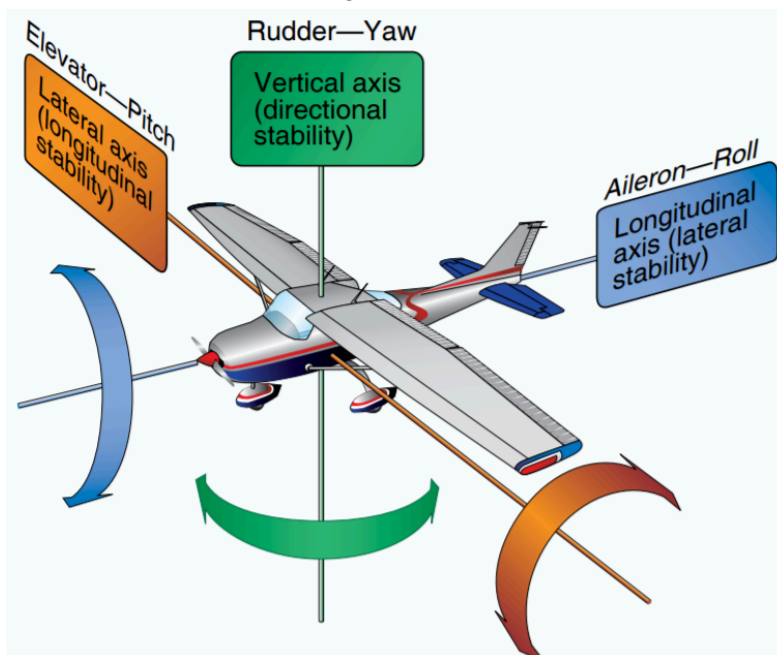 Rudder—Yaw
Vertical axis
(directional
stability)
Elevator—Pitch
Lateral axis
(longitudinal
stability)
Aileron—Roll
Longitudinal
axis (lateral
stability)